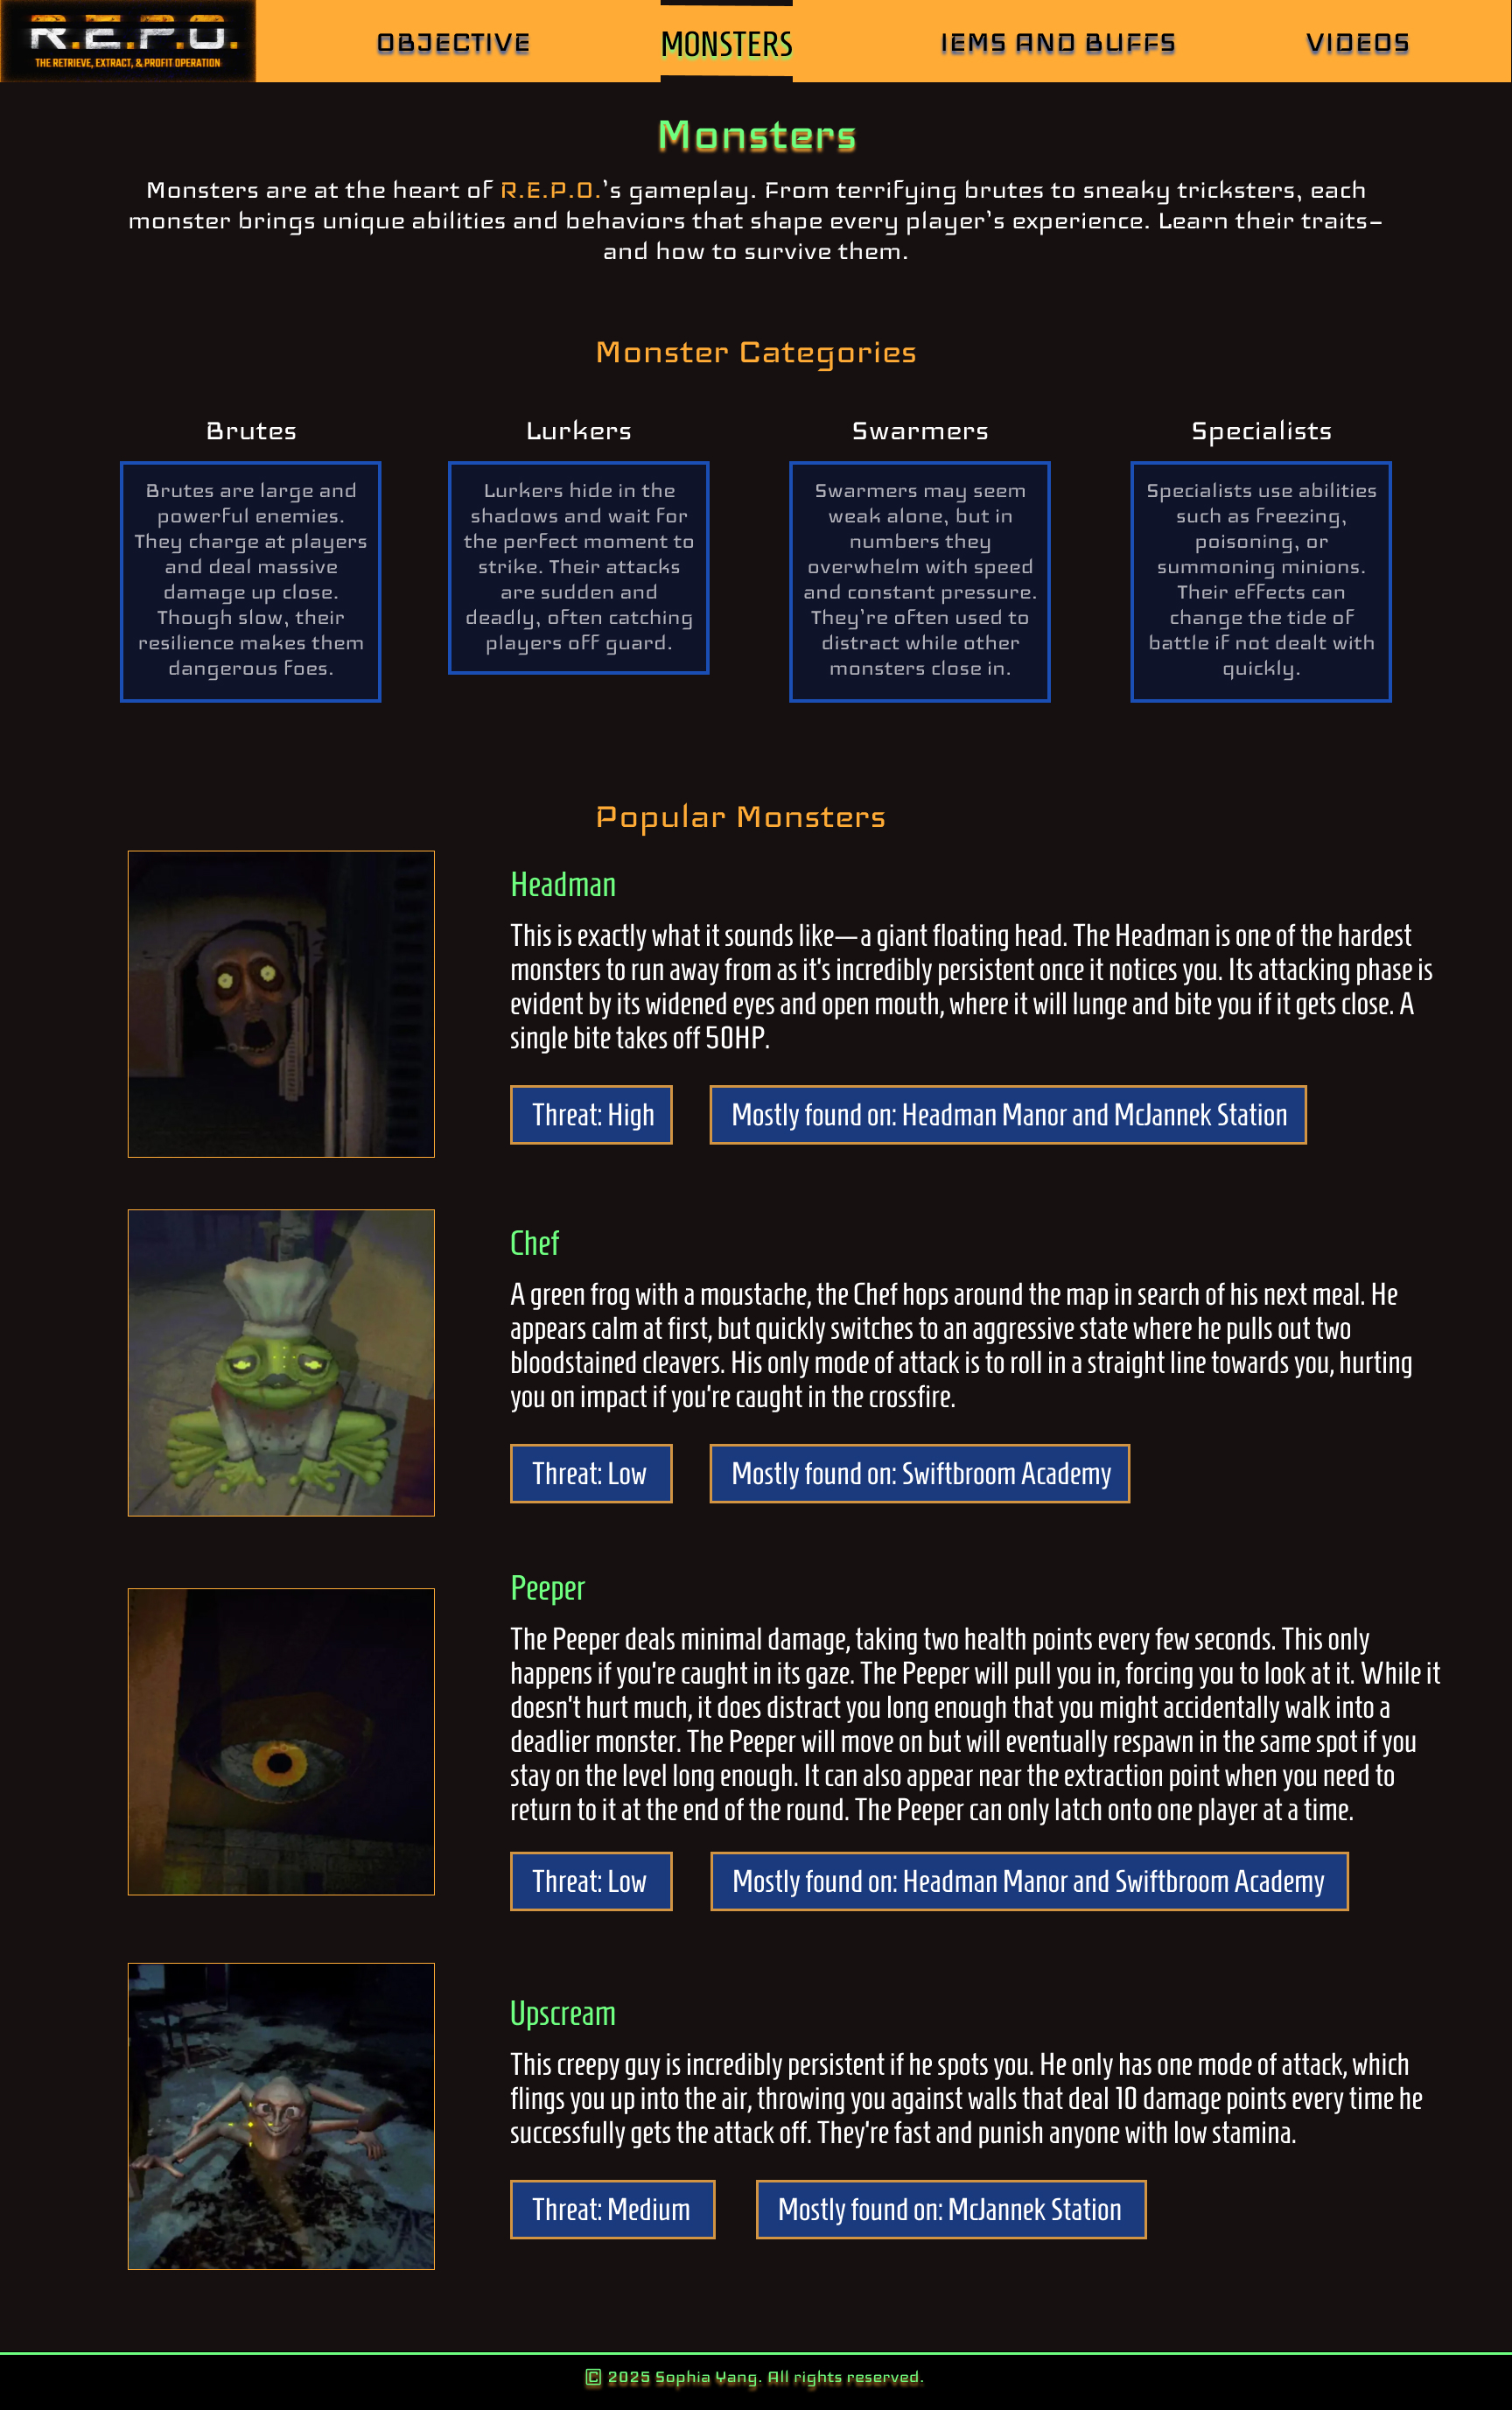 R.E.P.O.
THE RETRIEVE, EXTRACT, & PROFIT OPERATION
OBJECTIVE
MONSTERS
IEMS AND BUFFS
VIDEOS
Monsters
Monsters are at the heart of R.E.P.O.’s gameplay. From terrifying brutes to sneaky tricksters, each
monster brings unique abilities and behaviors that shape every player’s experience. Learn their traits–
and how to survive them.
Monster Categories
Brutes
Brutes are large and
powerful enemies.
They charge at players
and deal massive
damage up close.
Though slow, their
resilience makes them
dangerous foes.
Lurkers
Lurkers hide in the
shadows and wait for
the perfect moment to
strike. Their attacks
are sudden and
deadly, often catching
players off guard.
Swarmers
Swarmers may seem
weak alone, but in
numbers they
overwhelm with speed
and constant pressure.
They’re often used to
distract while other
monsters close in.
Specialists
Specialists use abilities
such as freezing,
poisoning, or
summoning minions.
Their effects can
change the tide of
battle if not dealt with
quickly.
Popular Monsters
Headman
This is exactly what it sounds like—a giant floating head. The Headman is one of the hardest
monsters to run away from as it's incredibly persistent once it notices you. Its attacking phase is
evident by its widened eyes and open mouth, where it will lunge and bite you if it gets close. A
single bite takes off 50HP.
Threat: High
Mostly found on: Headman Manor and McJannek Station
Chef
A green frog with a moustache, the Chef hops around the map in search of his next meal. He
appears calm at first, but quickly switches to an aggressive state where he pulls out two
bloodstained cleavers. His only mode of attack is to roll in a straight line towards you, hurting
you on impact if you're caught in the crossfire.
Threat: Low
Mostly found on: Swiftbroom Academy
Peeper
The Peeper deals minimal damage, taking two health points every few seconds. This only
happens if you're caught in its gaze. The Peeper will pull you in, forcing you to look at it. While it
doesn't hurt much, it does distract you long enough that you might accidentally walk into a
deadlier monster. The Peeper will move on but will eventually respawn in the same spot if you
stay on the level long enough. It can also appear near the extraction point when you need to
return to it at the end of the round. The Peeper can only latch onto one player at a time.
Threat: Low
Mostly found on: Headman Manor and Swiftbroom Academy
Upscream
This creepy guy is incredibly persistent if he spots you. He only has one mode of attack, which
flings you up into the air, throwing you against walls that deal 10 damage points every time he
successfully gets the attack off. They're fast and punish anyone with low stamina.
Threat: Medium
Mostly found on: McJannek Station
© 2025 Sophia Yang. All rights reserved.